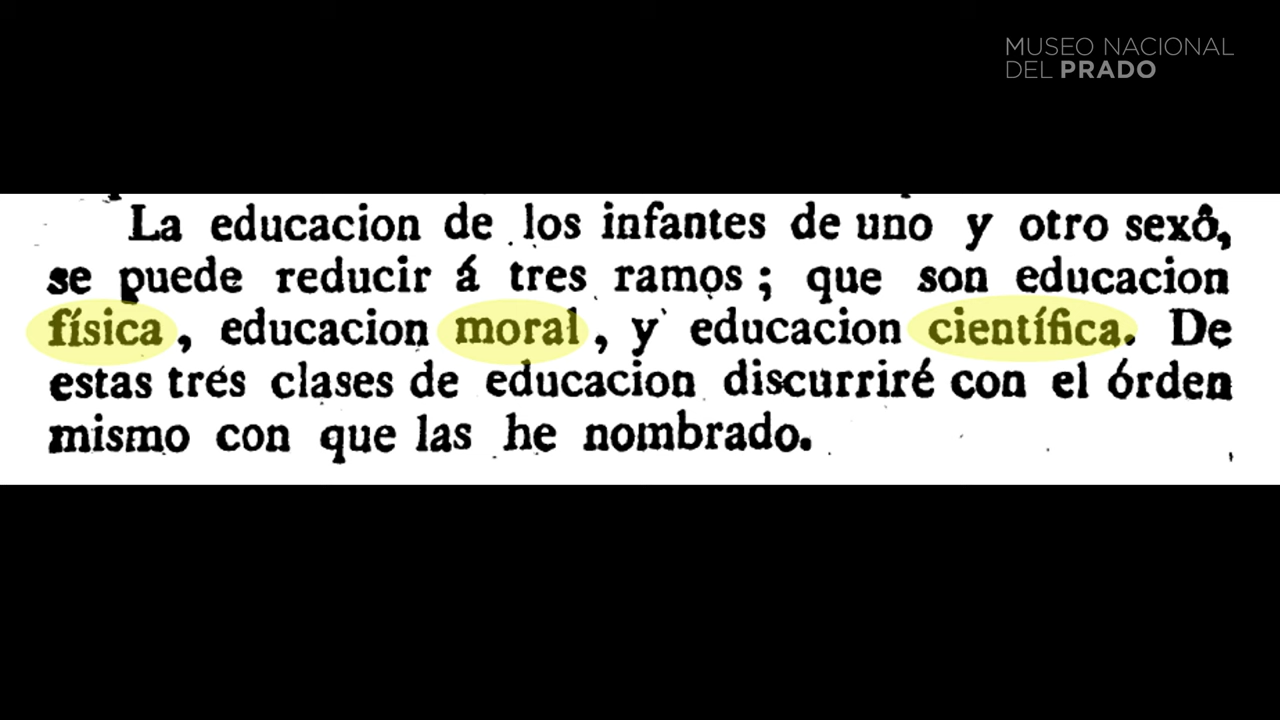 MUSEO NACIONAL
DEL PRADO
La educacion de los infantes de uno y otro sexô,
se puede reducir á tres ramos; que son educacion
física, educacion moral, y educacion científica. De
estas tres clases de educacion discurriré con el órden
mismo con que las he nombrado.